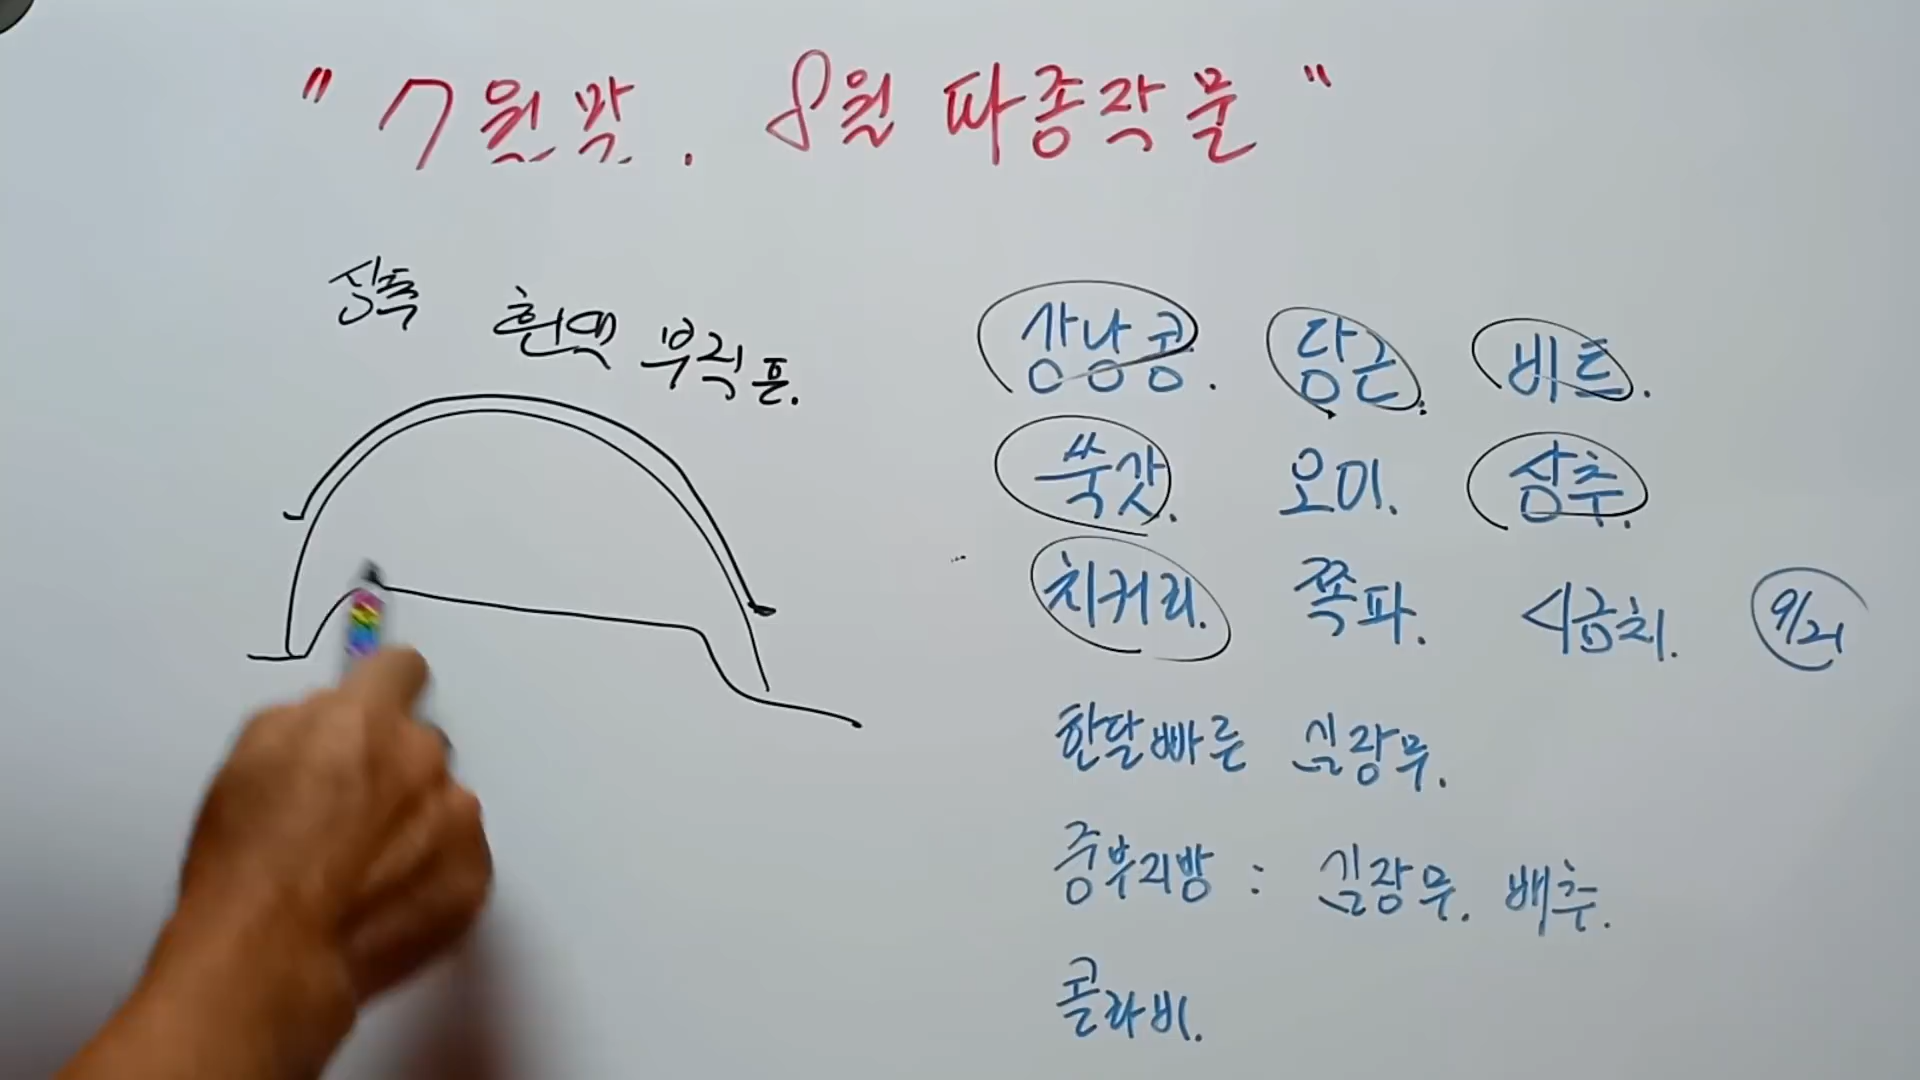 " 7월말. 8월 파종작물 "
상추 흰색 부직포.
강낭콩. 당근. 비트.
쑥갓. 오이. 상추.
치커리. 쪽파. 시금치. 9/21
한달빠른 김장무.
중부지방 : 김장무. 배추.
콜라비.